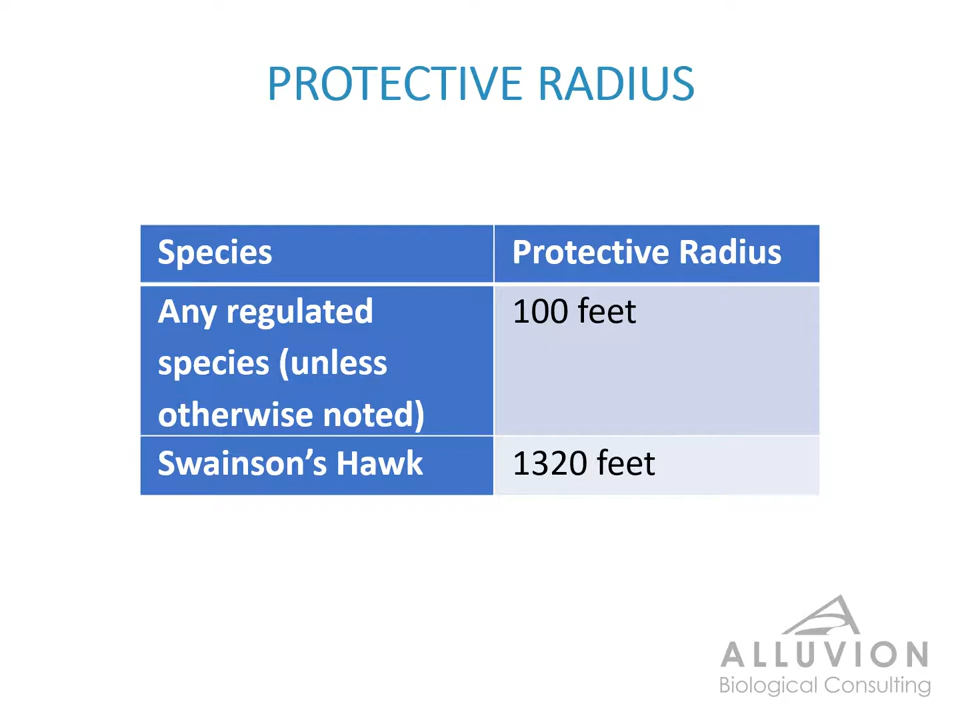 PROTECTIVE RADIUS
Species
Protective Radius
Any regulated
species (unless
otherwise noted)
100 feet
Swainson’s Hawk
1320 feet
ALLUVION
Biological Consulting